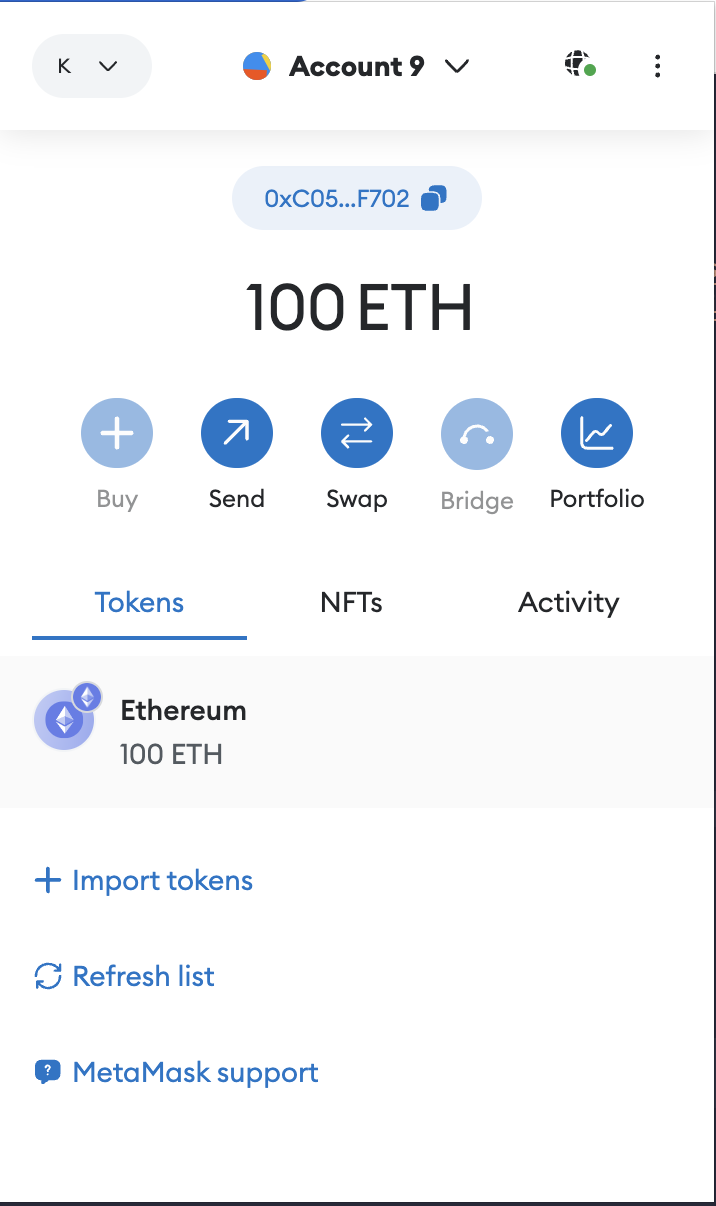 K
Account 9
0xC05...F702
100 ETH
Buy
Send
Swap
Bridge
Portfolio
Tokens
NFTs
Activity
Ethereum
100 ETH
Import tokens
Refresh list
MetaMask support